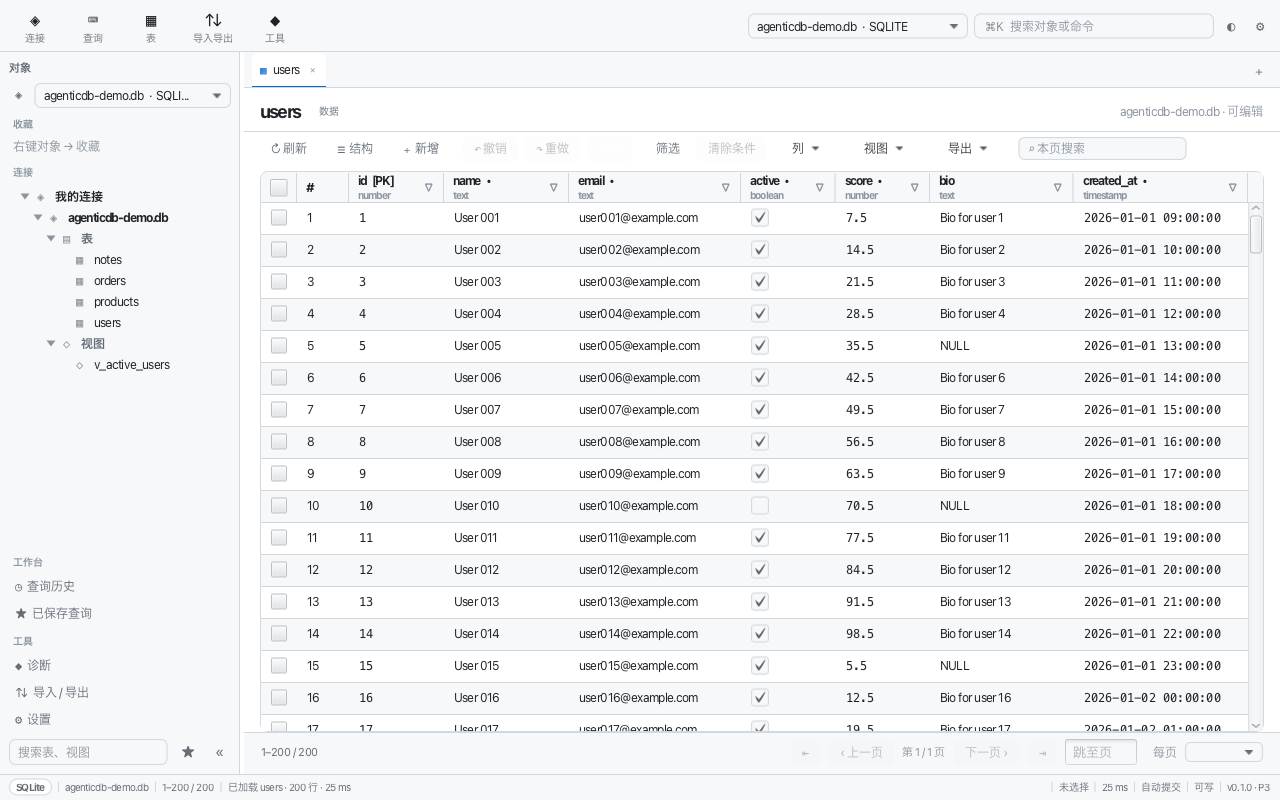 连接 查询 表 导入导出 工具
agenticdb-demo.db · SQLITE
⌘K 搜索对象或命令
对象
agenticdb-demo.db · SQLI...
收藏
右键对象 → 收藏
连接
我的连接
agenticdb-demo.db
表
notes
orders
products
users
视图
v_active_users
工作台
查询历史
已保存查询
工具
诊断
导入 / 导出
设置
搜索表、视图 «
users × +
users 数据 agenticdb-demo.db · 可编辑
刷新 结构 + 新增 撤销 重做 筛选 清除条件 列 视图 导出 本页搜索
# id [PK] name • email • active • score • bio created_at •
number text text boolean number text timestamp
1 1 User 001 user001@example.com 7.5 Bio for user 1 2026-01-01 09:00:00
2 2 User 002 user002@example.com 14.5 Bio for user 2 2026-01-01 10:00:00
3 3 User 003 user003@example.com 21.5 Bio for user 3 2026-01-01 11:00:00
4 4 User 004 user004@example.com 28.5 Bio for user 4 2026-01-01 12:00:00
5 5 User 005 user005@example.com 35.5 NULL 2026-01-01 13:00:00
6 6 User 006 user006@example.com 42.5 Bio for user 6 2026-01-01 14:00:00
7 7 User 007 user007@example.com 49.5 Bio for user 7 2026-01-01 15:00:00
8 8 User 008 user008@example.com 56.5 Bio for user 8 2026-01-01 16:00:00
9 9 User 009 user009@example.com 63.5 Bio for user 9 2026-01-01 17:00:00
10 10 User 010 user010@example.com 70.5 NULL 2026-01-01 18:00:00
11 11 User 011 user011@example.com 77.5 Bio for user 11 2026-01-01 19:00:00
12 12 User 012 user012@example.com 84.5 Bio for user 12 2026-01-01 20:00:00
13 13 User 013 user013@example.com 91.5 Bio for user 13 2026-01-01 21:00:00
14 14 User 014 user014@example.com 98.5 Bio for user 14 2026-01-01 22:00:00
15 15 User 015 user015@example.com 5.5 NULL 2026-01-01 23:00:00
16 16 User 016 user016@example.com 12.5 Bio for user 16 2026-01-02 00:00:00
17 17 User 017 user017@example.com 19.5 Bio for user 17 2026-01-02 01:00:00
1–200 / 200 ‹ 上一页 第 1 / 1 页 下一页 › 跳至页 每页
SQLite agenticdb-demo.db 1–200 / 200 已加载 users · 200 行 · 25 ms 未选择 25 ms 自动提交 可写 v0.1.0 · P3